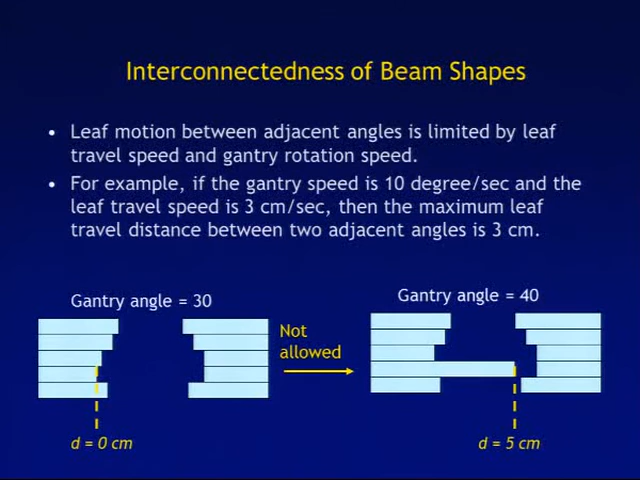 Interconnectedness of Beam Shapes
• Leaf motion between adjacent angles is limited by leaf
travel speed and gantry rotation speed.
• For example, if the gantry speed is 10 degree/sec and the
leaf travel speed is 3 cm/sec, then the maximum leaf
travel distance between two adjacent angles is 3 cm.
Gantry angle = 30
Not
allowed
Gantry angle = 40
d = 0 cm
d = 5 cm